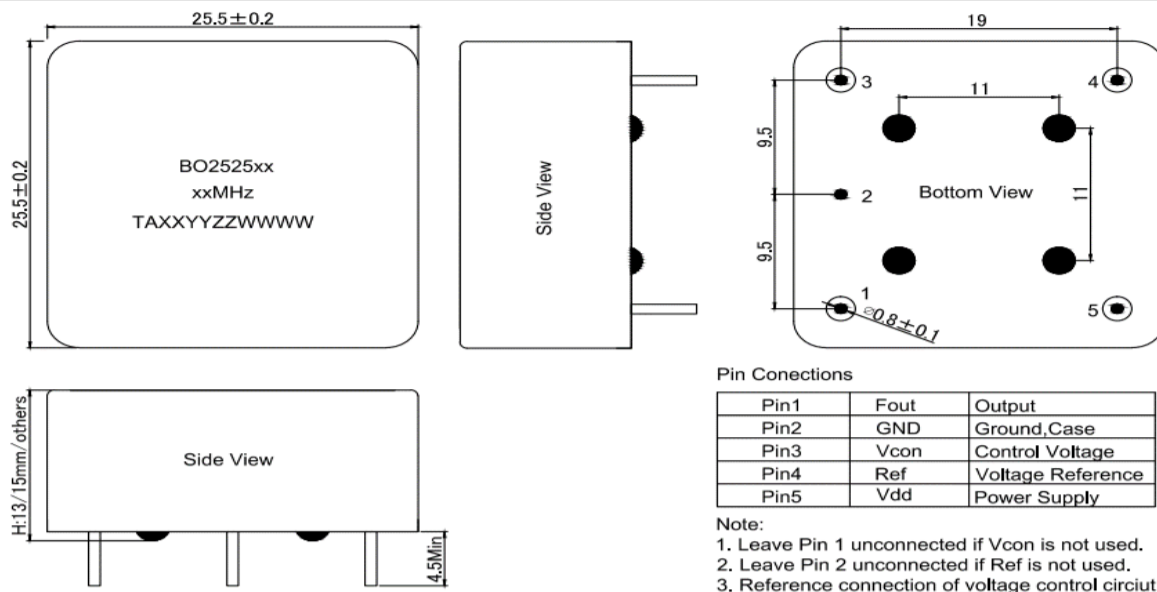 25.5±0.2
25.5±0.2
BO2525xx
xxMHz
TAXXYYZZWWWW
Side View
19
3
4
11
9.5
2
Bottom View
11
9.5
1
5
⌀0.8±0.1
H:13/15mm/others
Side View
4.5Min
Pin Conections
Pin1 Fout Output
Pin2 GND Ground,Case
Pin3 Vcon Control Voltage
Pin4 Ref Voltage Reference
Pin5 Vdd Power Supply
Note:
1. Leave Pin 1 unconnected if Vcon is not used.
2. Leave Pin 2 unconnected if Ref is not used.
3. Reference connection of voltage control circiut